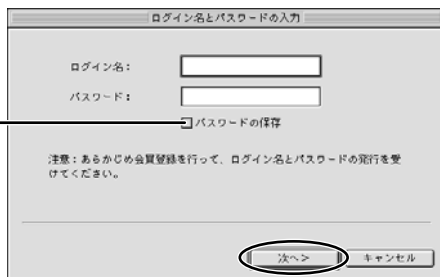 ログイン名とパスワードの入力
ログイン名：
パスワード：
パスワードの保存
注意：あらかじめ会員登録を行って、ログイン名とパスワードの発行を受
けてください。
次へ>
キャンセル